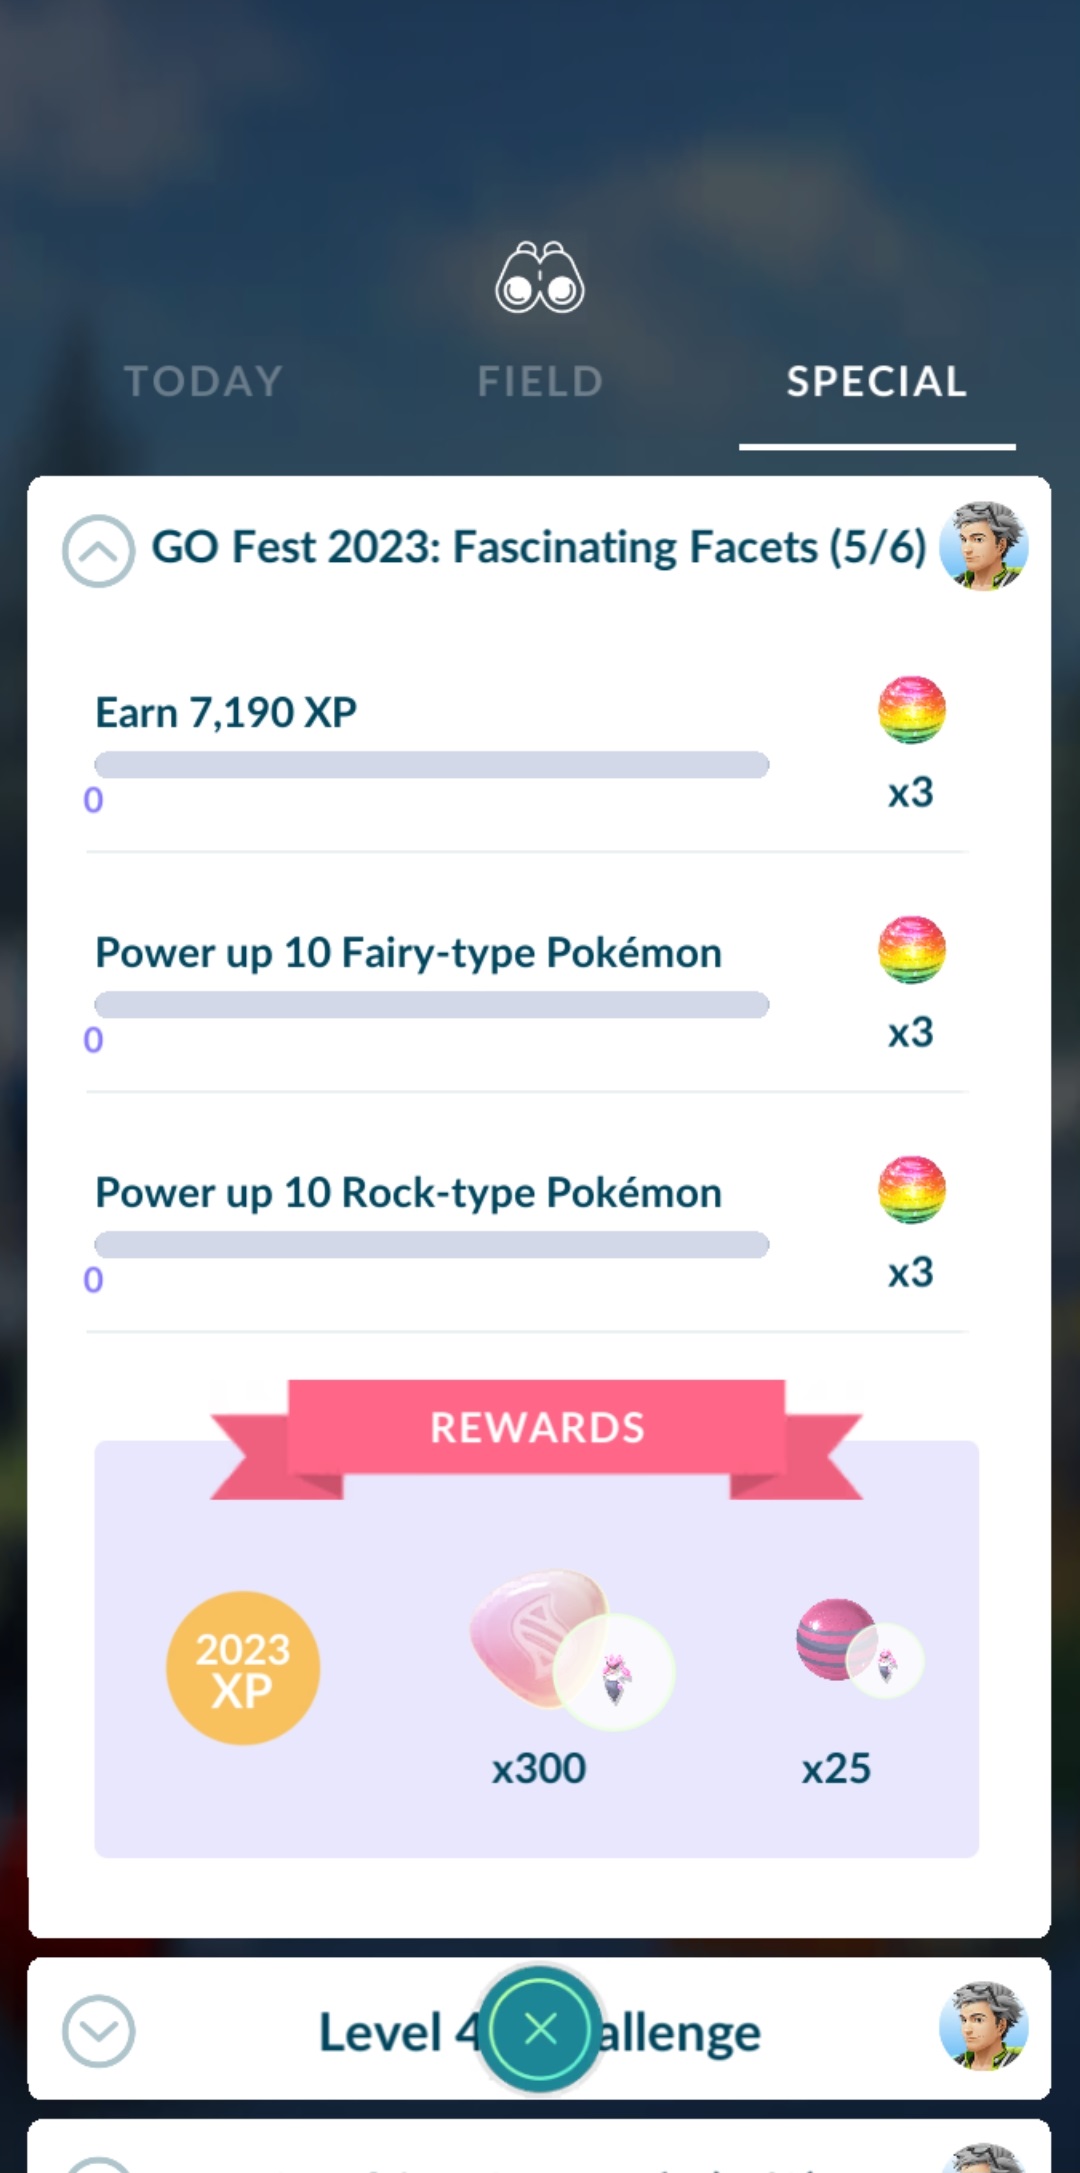 TODAY
FIELD
SPECIAL
GO Fest 2023: Fascinating Facets (5/6)
Earn 7,190 XP
0
x3
Power up 10 Fairy-type Pokémon
0
x3
Power up 10 Rock-type Pokémon
0
x3
REWARDS
2023
XP
x300
x25
Level 4